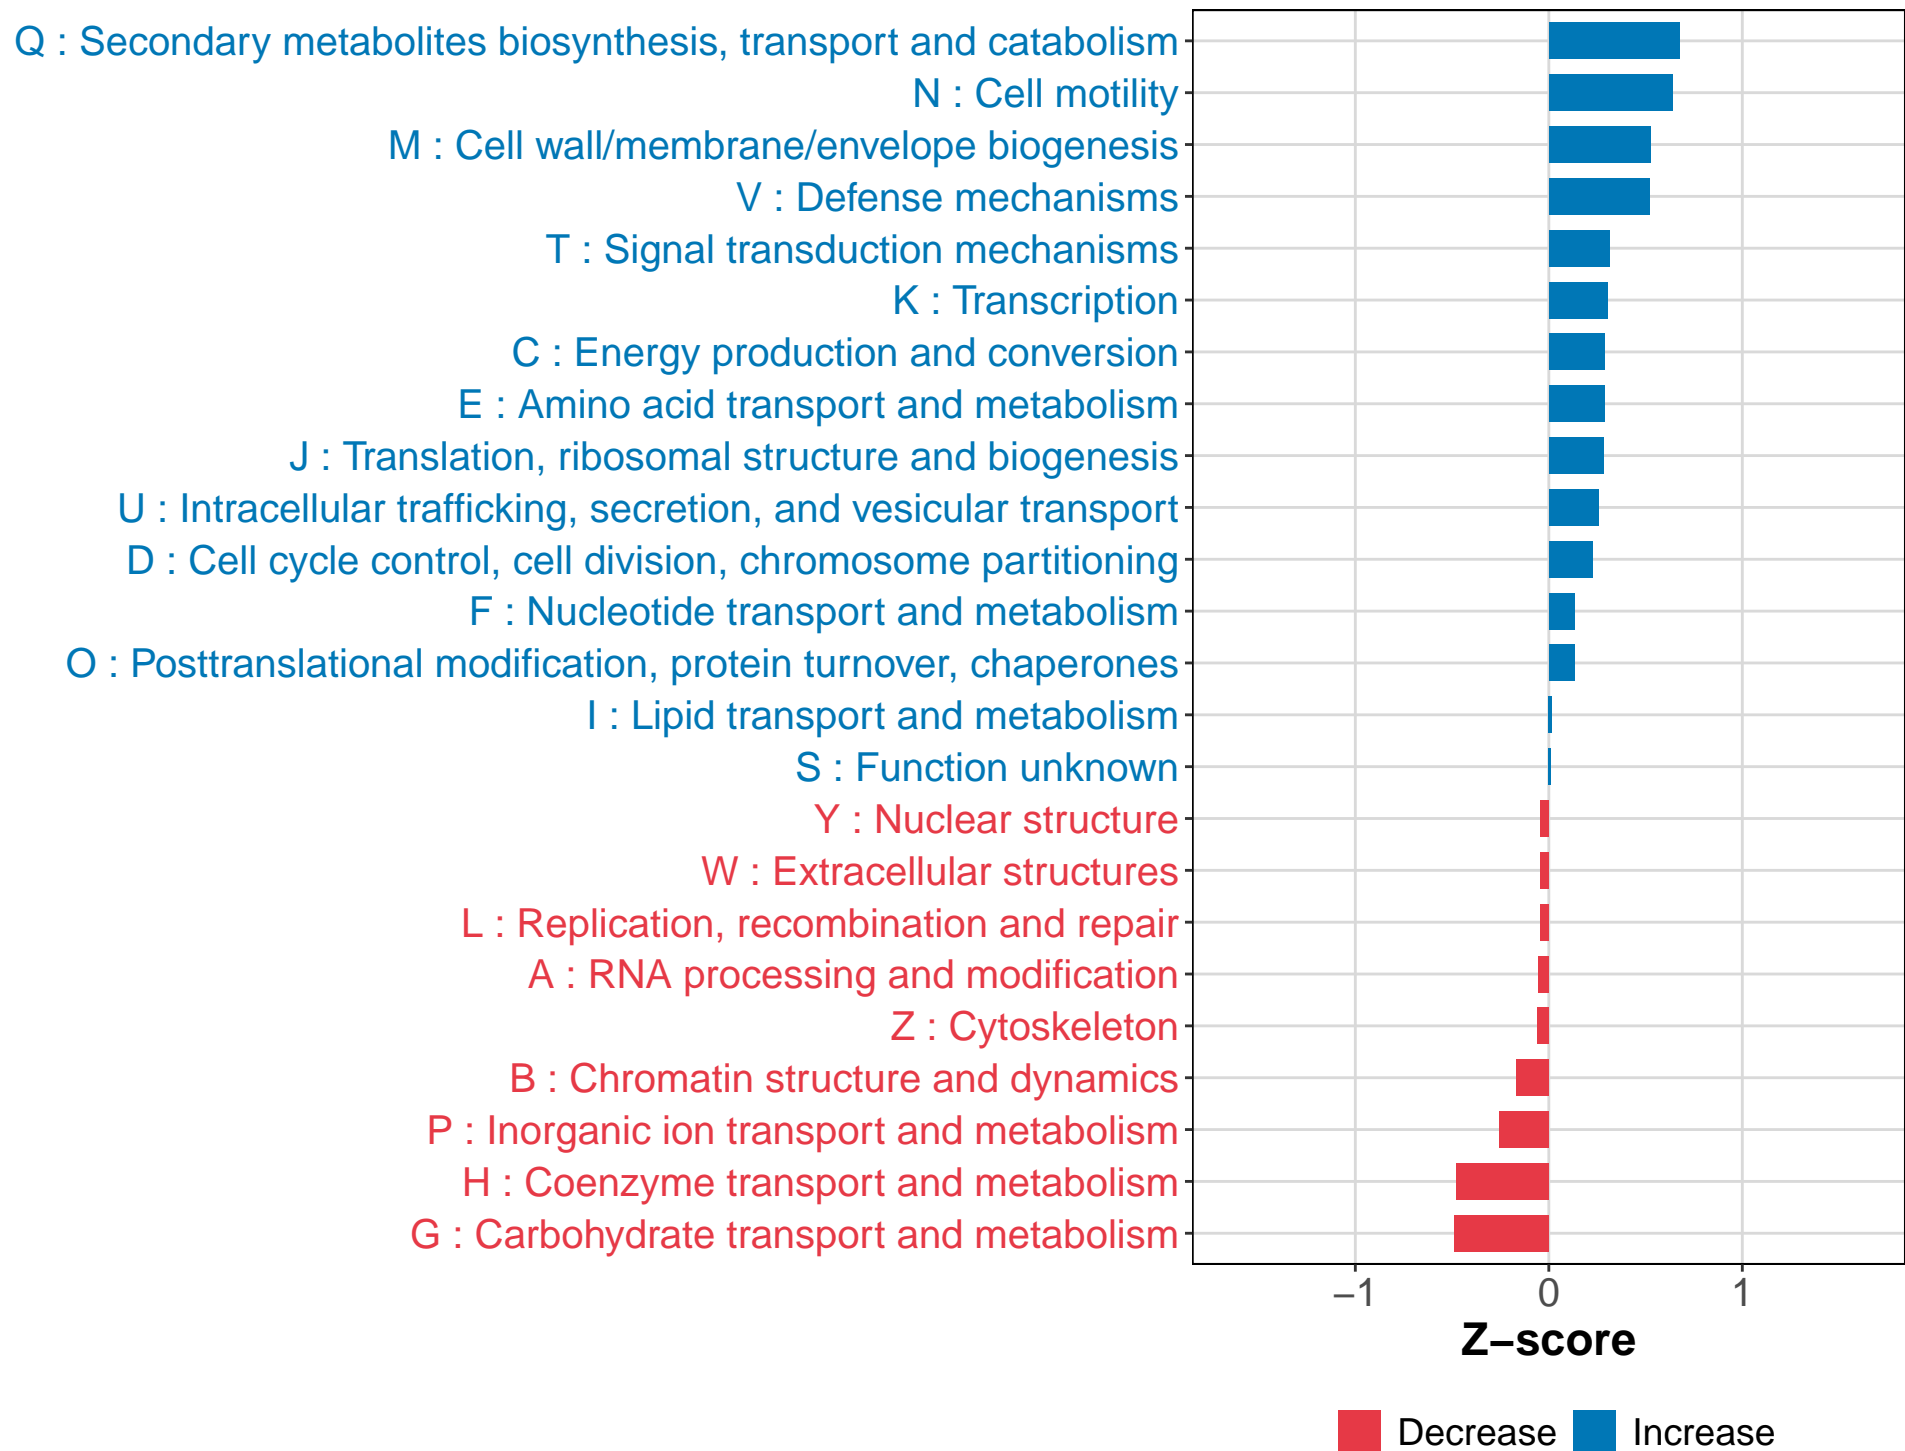 Q : Secondary metabolites biosynthesis, transport and catabolism
N : Cell motility
M : Cell wall/membrane/envelope biogenesis
V : Defense mechanisms
T : Signal transduction mechanisms
K : Transcription
C : Energy production and conversion
E : Amino acid transport and metabolism
J : Translation, ribosomal structure and biogenesis
U : Intracellular trafficking, secretion, and vesicular transport
D : Cell cycle control, cell division, chromosome partitioning
F : Nucleotide transport and metabolism
O : Posttranslational modification, protein turnover, chaperones
I : Lipid transport and metabolism
S : Function unknown
Y : Nuclear structure
W : Extracellular structures
L : Replication, recombination and repair
A : RNA processing and modification
Z : Cytoskeleton
B : Chromatin structure and dynamics
P : Inorganic ion transport and metabolism
H : Coenzyme transport and metabolism
G : Carbohydrate transport and metabolism
−1 0 1
Z−score
Decrease Increase